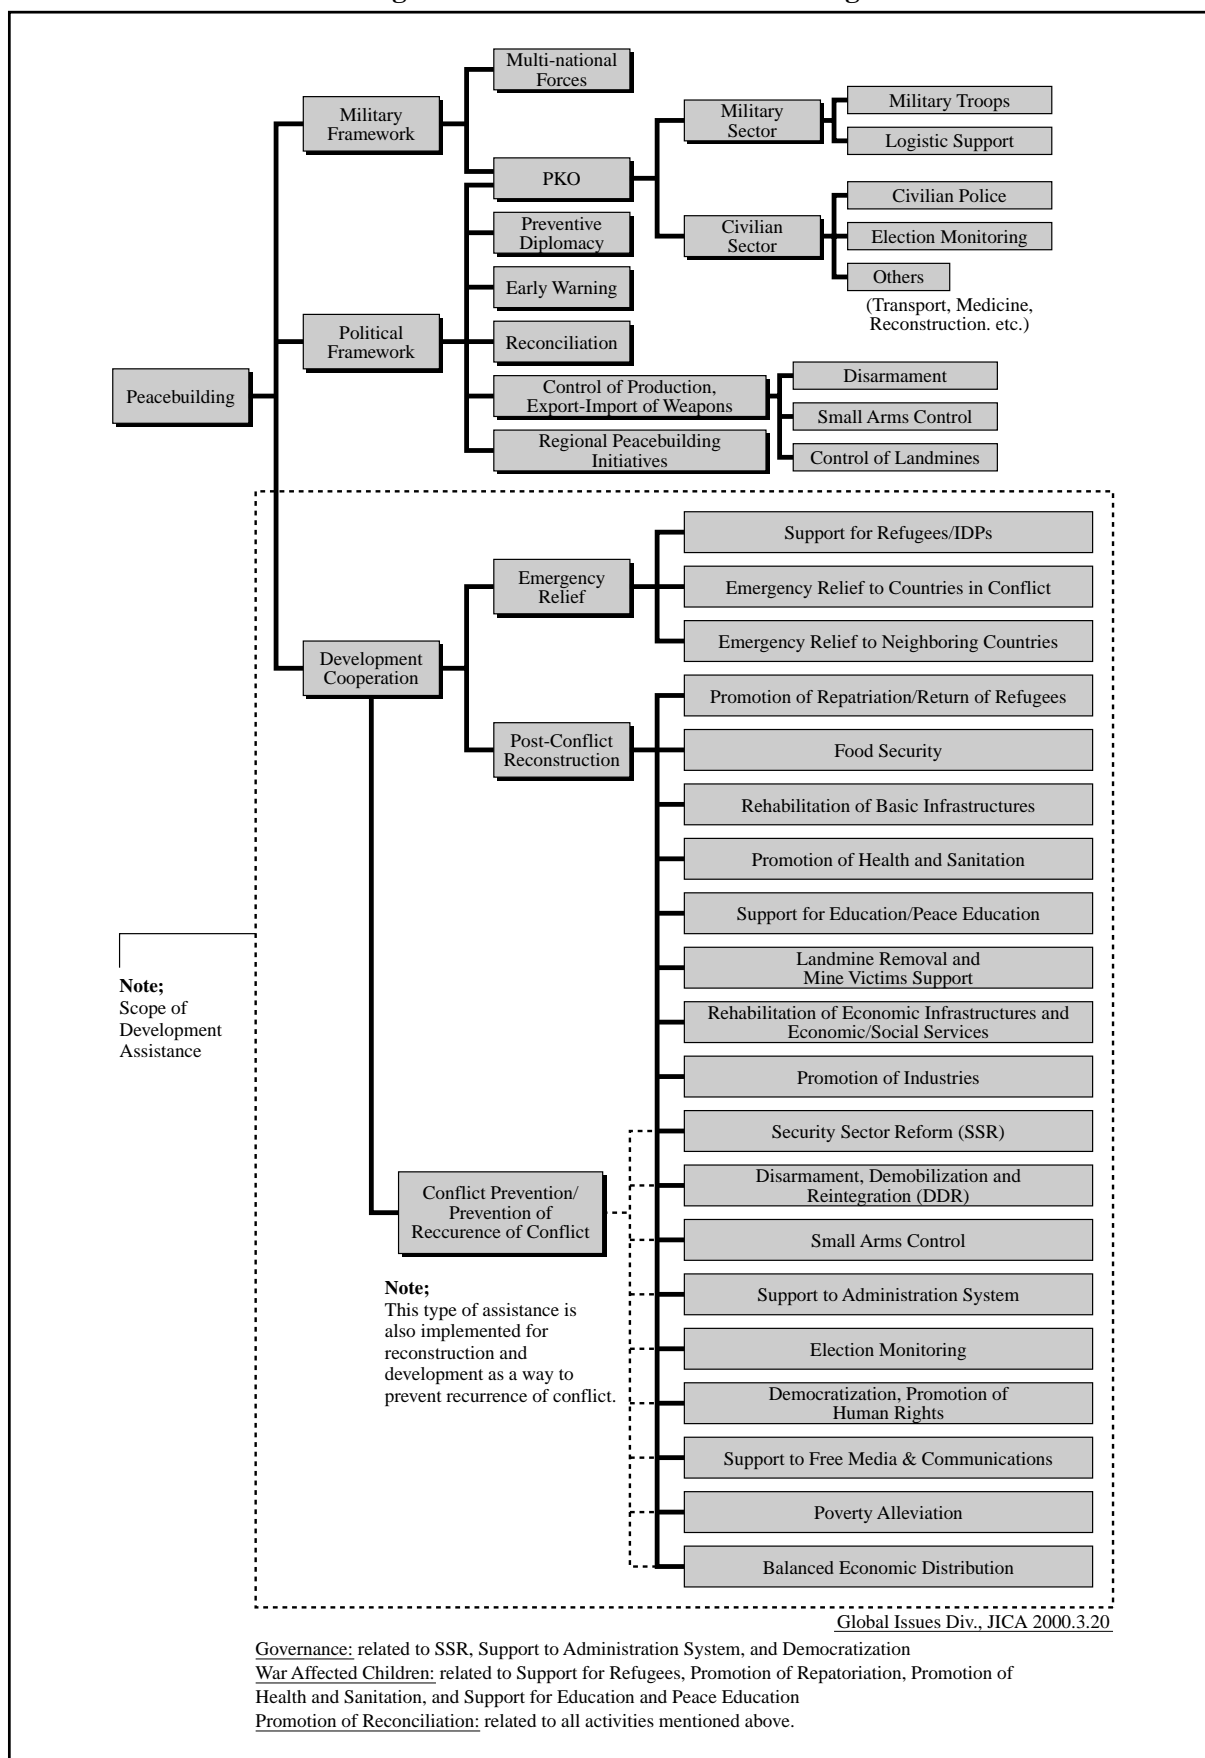 Multi-national
Forces
Military
Framework
PKO
Military
Sector
Military Troops
Logistic Support
Civilian
Sector
Civilian Police
Election Monitoring
Others
(Transport, Medicine,
Reconstruction. etc.)
Preventive
Diplomacy
Early Warning
Political
Framework
Reconciliation
Peacebuilding
Control of Production,
Export-Import of Weapons
Disarmament
Small Arms Control
Control of Landmines
Regional Peacebuilding
Initiatives
Emergency
Relief
Support for Refugees/IDPs
Emergency Relief to Countries in Conflict
Emergency Relief to Neighboring Countries
Development
Cooperation
Post-Conflict
Reconstruction
Promotion of Repatriation/Return of Refugees
Food Security
Rehabilitation of Basic Infrastructures
Promotion of Health and Sanitation
Support for Education/Peace Education
Landmine Removal and
Mine Victims Support
Rehabilitation of Economic Infrastructures and
Economic/Social Services
Promotion of Industries
Note;
Scope of
Development
Assistance
Security Sector Reform (SSR)
Disarmament, Demobilization and
Reintegration (DDR)
Conflict Prevention/
Prevention of
Reccurence of Conflict
Small Arms Control
Support to Administration System
Note;
This type of assistance is
also implemented for
reconstruction and
development as a way to
prevent recurrence of conflict.
Election Monitoring
Democratization, Promotion of
Human Rights
Support to Free Media & Communications
Poverty Alleviation
Balanced Economic Distribution
Global Issues Div., JICA 2000.3.20
Governance: related to SSR, Support to Administration System, and Democratization
War Affected Children: related to Support for Refugees, Promotion of Repatoriation, Promotion of
Health and Sanitation, and Support for Education and Peace Education
Promotion of Reconciliation: related to all activities mentioned above.